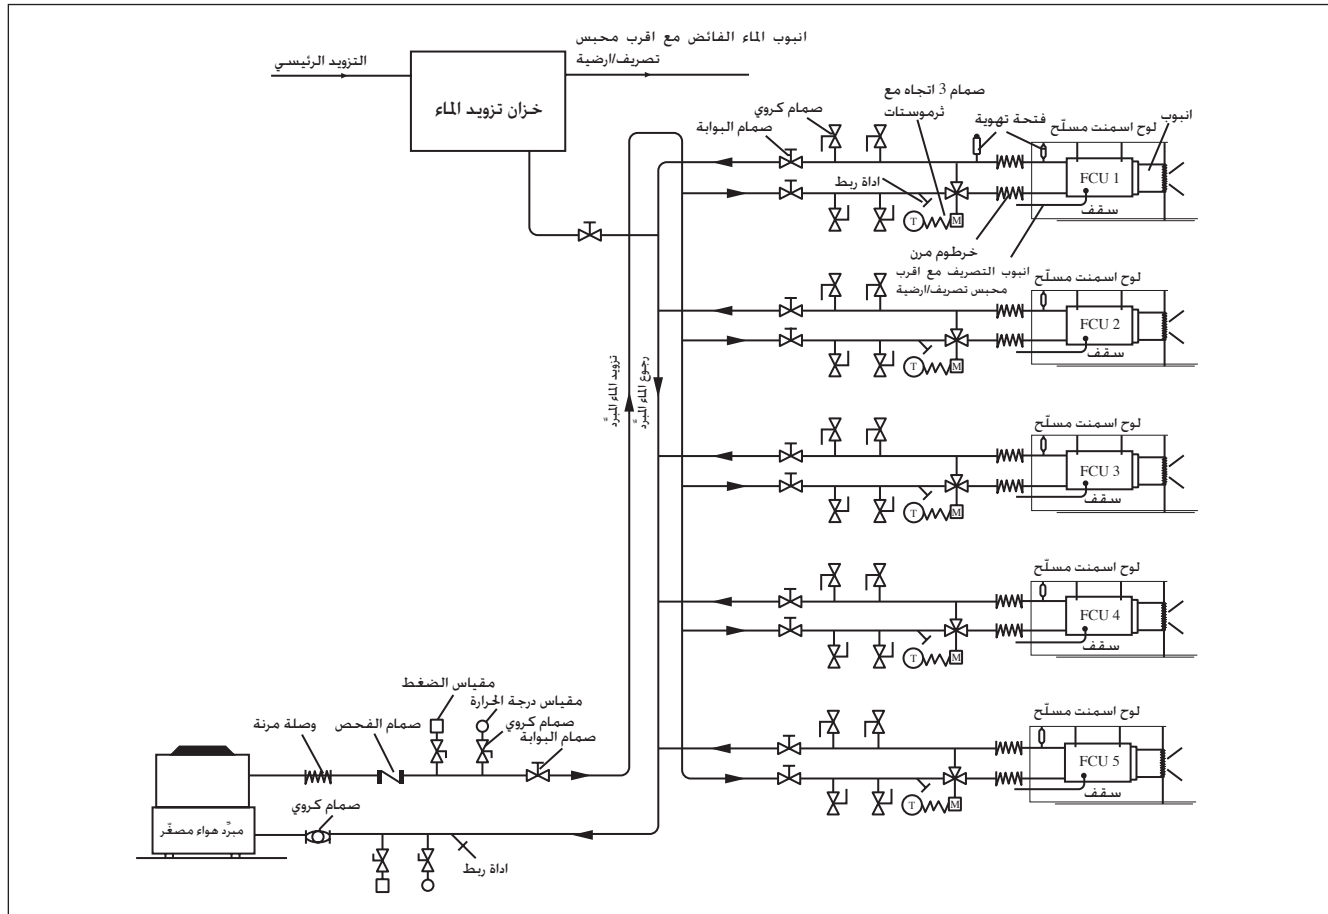 انبوب الماء الفائض مع اقرب محبس
تصريف/ارضية
التزويد الرئيسي
خزان تزويد الماء
صمام 3 اتجاه مع
ثرموستات
صمام كروي
صمام البوابة
فتحة تهوية
لوح اسمنت مسلّح
انبوب
FCU 1
سقف
اداة ربط
T
M
خرطوم مرن
انبوب التصريف مع اقرب
محبس تصريف/ارضية
لوح اسمنت مسلّح
FCU 2
سقف
T
M
تزويد الماء المبرَّد
رجوع الماء المبرَّد
لوح اسمنت مسلّح
FCU 3
سقف
T
M
لوح اسمنت مسلّح
FCU 4
سقف
T
M
لوح اسمنت مسلّح
FCU 5
سقف
T
M
مقياس الضغط
مقياس درجة الحرارة
وصلة مرنة
صمام الفحص
صمام كروي
صمام البوابة
صمام كروي
مبرِّد هواء مصغّر
اداة ربط